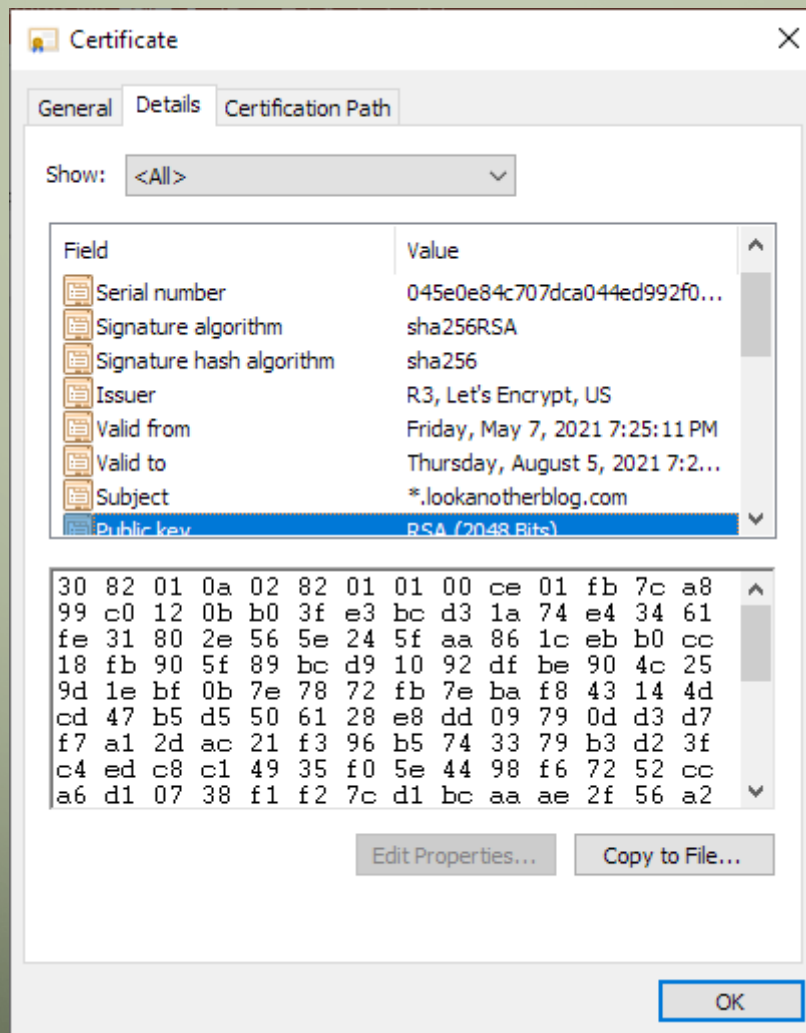 Certificate
General Details Certification Path
Show: <All>
Field Value
Serial number 045e0e84c707dca044ed992f0...
Signature algorithm sha256RSA
Signature hash algorithm sha256
Issuer R3, Let's Encrypt, US
Valid from Friday, May 7, 2021 7:25:11 PM
Valid to Thursday, August 5, 2021 7:2...
Subject *.lookanotherblog.com
Public key RSA (2048 Bits)
30 82 01 0a 02 82 01 01 00 ce 01 fb 7c a8
99 c0 12 0b b0 3f e3 bc d3 1a 74 e4 34 61
fe 31 80 2e 56 5e 24 5f aa 86 1c eb b0 cc
18 fb 90 5f 89 bc d9 10 92 df be 90 4c 25
9d 1e bf 0b 7e 78 72 fb 7e ba f8 43 14 4d
cd 47 b5 d5 50 61 28 e8 dd 09 79 0d d3 d7
f7 a1 2d ac 21 f3 96 b5 74 33 79 b3 d2 3f
c4 ed c8 c1 49 35 f0 5e 44 98 f6 72 52 cc
a6 d1 07 38 f1 f2 7c d1 bc aa ae 2f 56 a2
Edit Properties... Copy to File...
OK